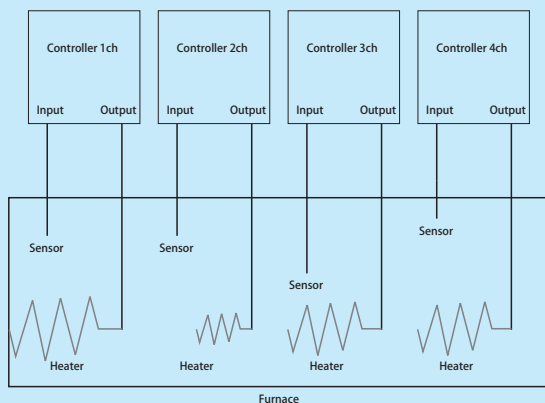 Controller 1ch Controller 2ch Controller 3ch Controller 4ch
Input Output Input Output Input Output Input Output
Sensor
Sensor Sensor
Sensor
Heater Heater Heater Heater
Furnace